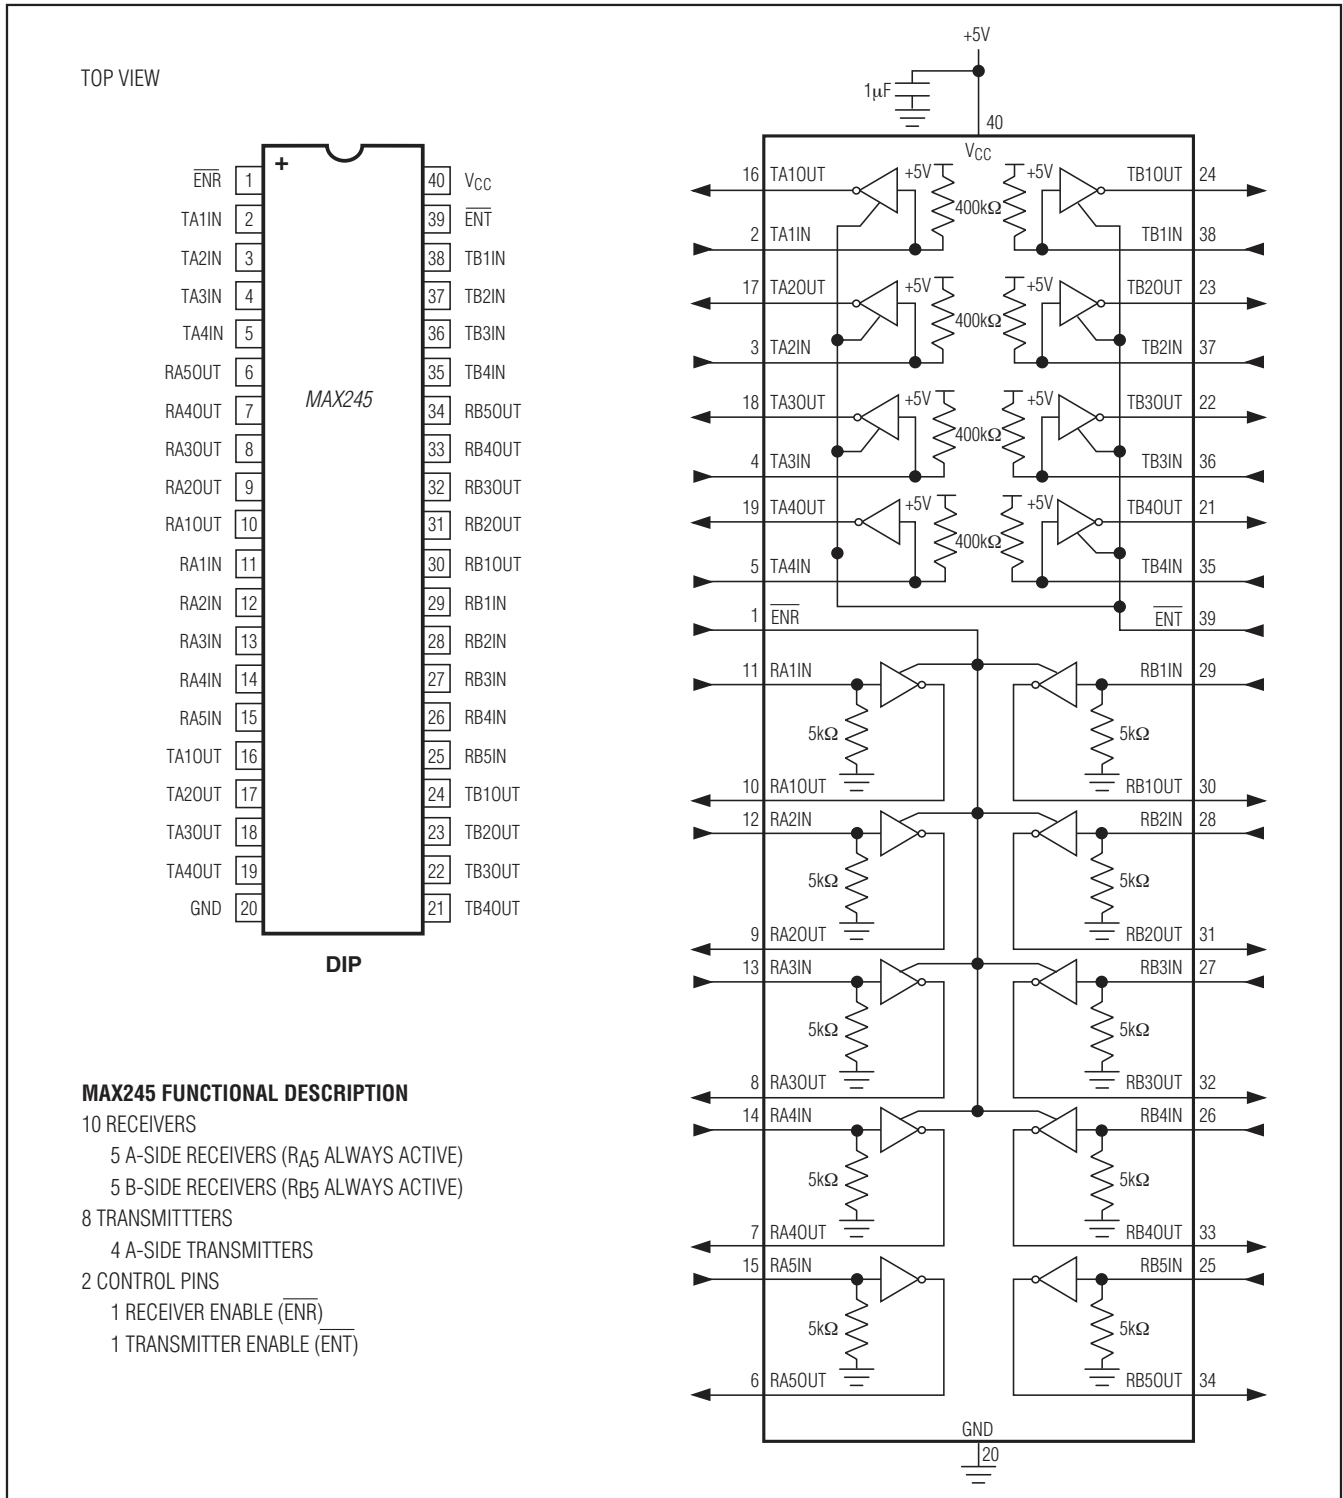 TOP VIEW
+
MAX245
ENR 1
TA1IN 2
TA2IN 3
TA3IN 4
TA4IN 5
RA5OUT 6
RA4OUT 7
RA3OUT 8
RA2OUT 9
RA1OUT 10
RA1IN 11
RA2IN 12
RA3IN 13
RA4IN 14
RA5IN 15
TA1OUT 16
TA2OUT 17
TA3OUT 18
TA4OUT 19
GND 20
40 VCC
39 ENT
38 TB1IN
37 TB2IN
36 TB3IN
35 TB4IN
34 RB5OUT
33 RB4OUT
32 RB3OUT
31 RB2OUT
30 RB1OUT
29 RB1IN
28 RB2IN
27 RB3IN
26 RB4IN
25 RB5IN
24 TB1OUT
23 TB2OUT
22 TB3OUT
21 TB4OUT
DIP
MAX245 FUNCTIONAL DESCRIPTION
10 RECEIVERS
5 A-SIDE RECEIVERS (RA5 ALWAYS ACTIVE)
5 B-SIDE RECEIVERS (RB5 ALWAYS ACTIVE)
8 TRANSMITTTERS
4 A-SIDE TRANSMITTERS
2 CONTROL PINS
1 RECEIVER ENABLE (ENR)
1 TRANSMITTER ENABLE (ENT)
+5V
1µF
40
VCC
16 TA1OUT +5V +5V TB1OUT 24
400kΩ
2 TA1IN TB1IN 38
17 TA2OUT +5V +5V TB2OUT 23
400kΩ
3 TA2IN TB2IN 37
18 TA3OUT +5V +5V TB3OUT 22
400kΩ
4 TA3IN TB3IN 36
19 TA4OUT +5V +5V TB4OUT 21
400kΩ
5 TA4IN TB4IN 35
1 ENR ENT 39
11 RA1IN RB1IN 29
5kΩ 5kΩ
10 RA1OUT RB1OUT 30
12 RA2IN RB2IN 28
5kΩ 5kΩ
9 RA2OUT RB2OUT 31
13 RA3IN RB3IN 27
5kΩ 5kΩ
8 RA3OUT RB3OUT 32
14 RA4IN RB4IN 26
5kΩ 5kΩ
7 RA4OUT RB4OUT 33
15 RA5IN RB5IN 25
5kΩ 5kΩ
6 RA5OUT RB5OUT 34
GND
20